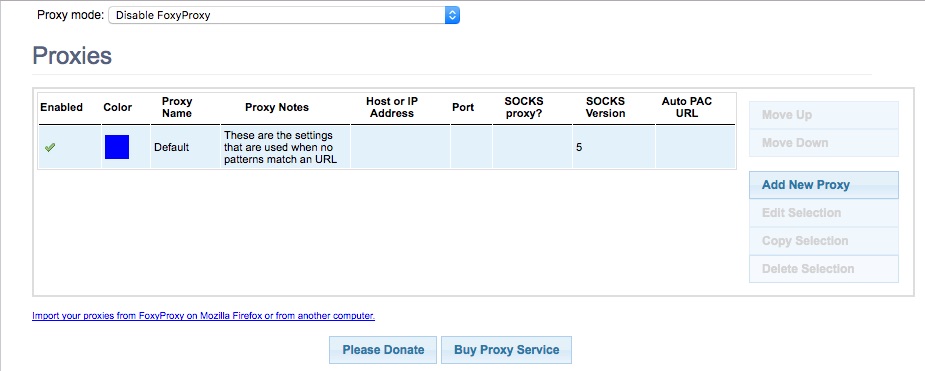 Proxy mode: Disable FoxyProxy
Proxies
Enabled Color Proxy Name Proxy Notes Host or IP Address Port SOCKS proxy? SOCKS Version Auto PAC URL
Default These are the settings that are used when no patterns match an URL 5
Move Up
Move Down
Add New Proxy
Edit Selection
Copy Selection
Delete Selection
Import your proxies from FoxyProxy on Mozilla Firefox or from another computer.
Please Donate Buy Proxy Service